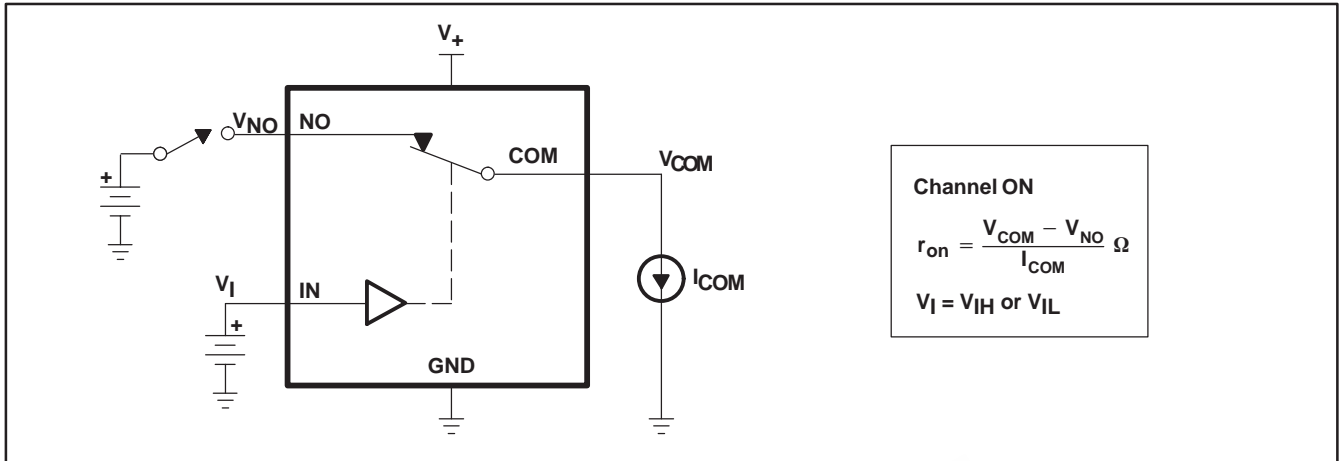 V+
VNO NO
COM
VCOM
+
VI
IN
+
ICOM
GND
Channel ON
ron = VCOM − VNO / ICOM Ω
VI = VIH or VIL